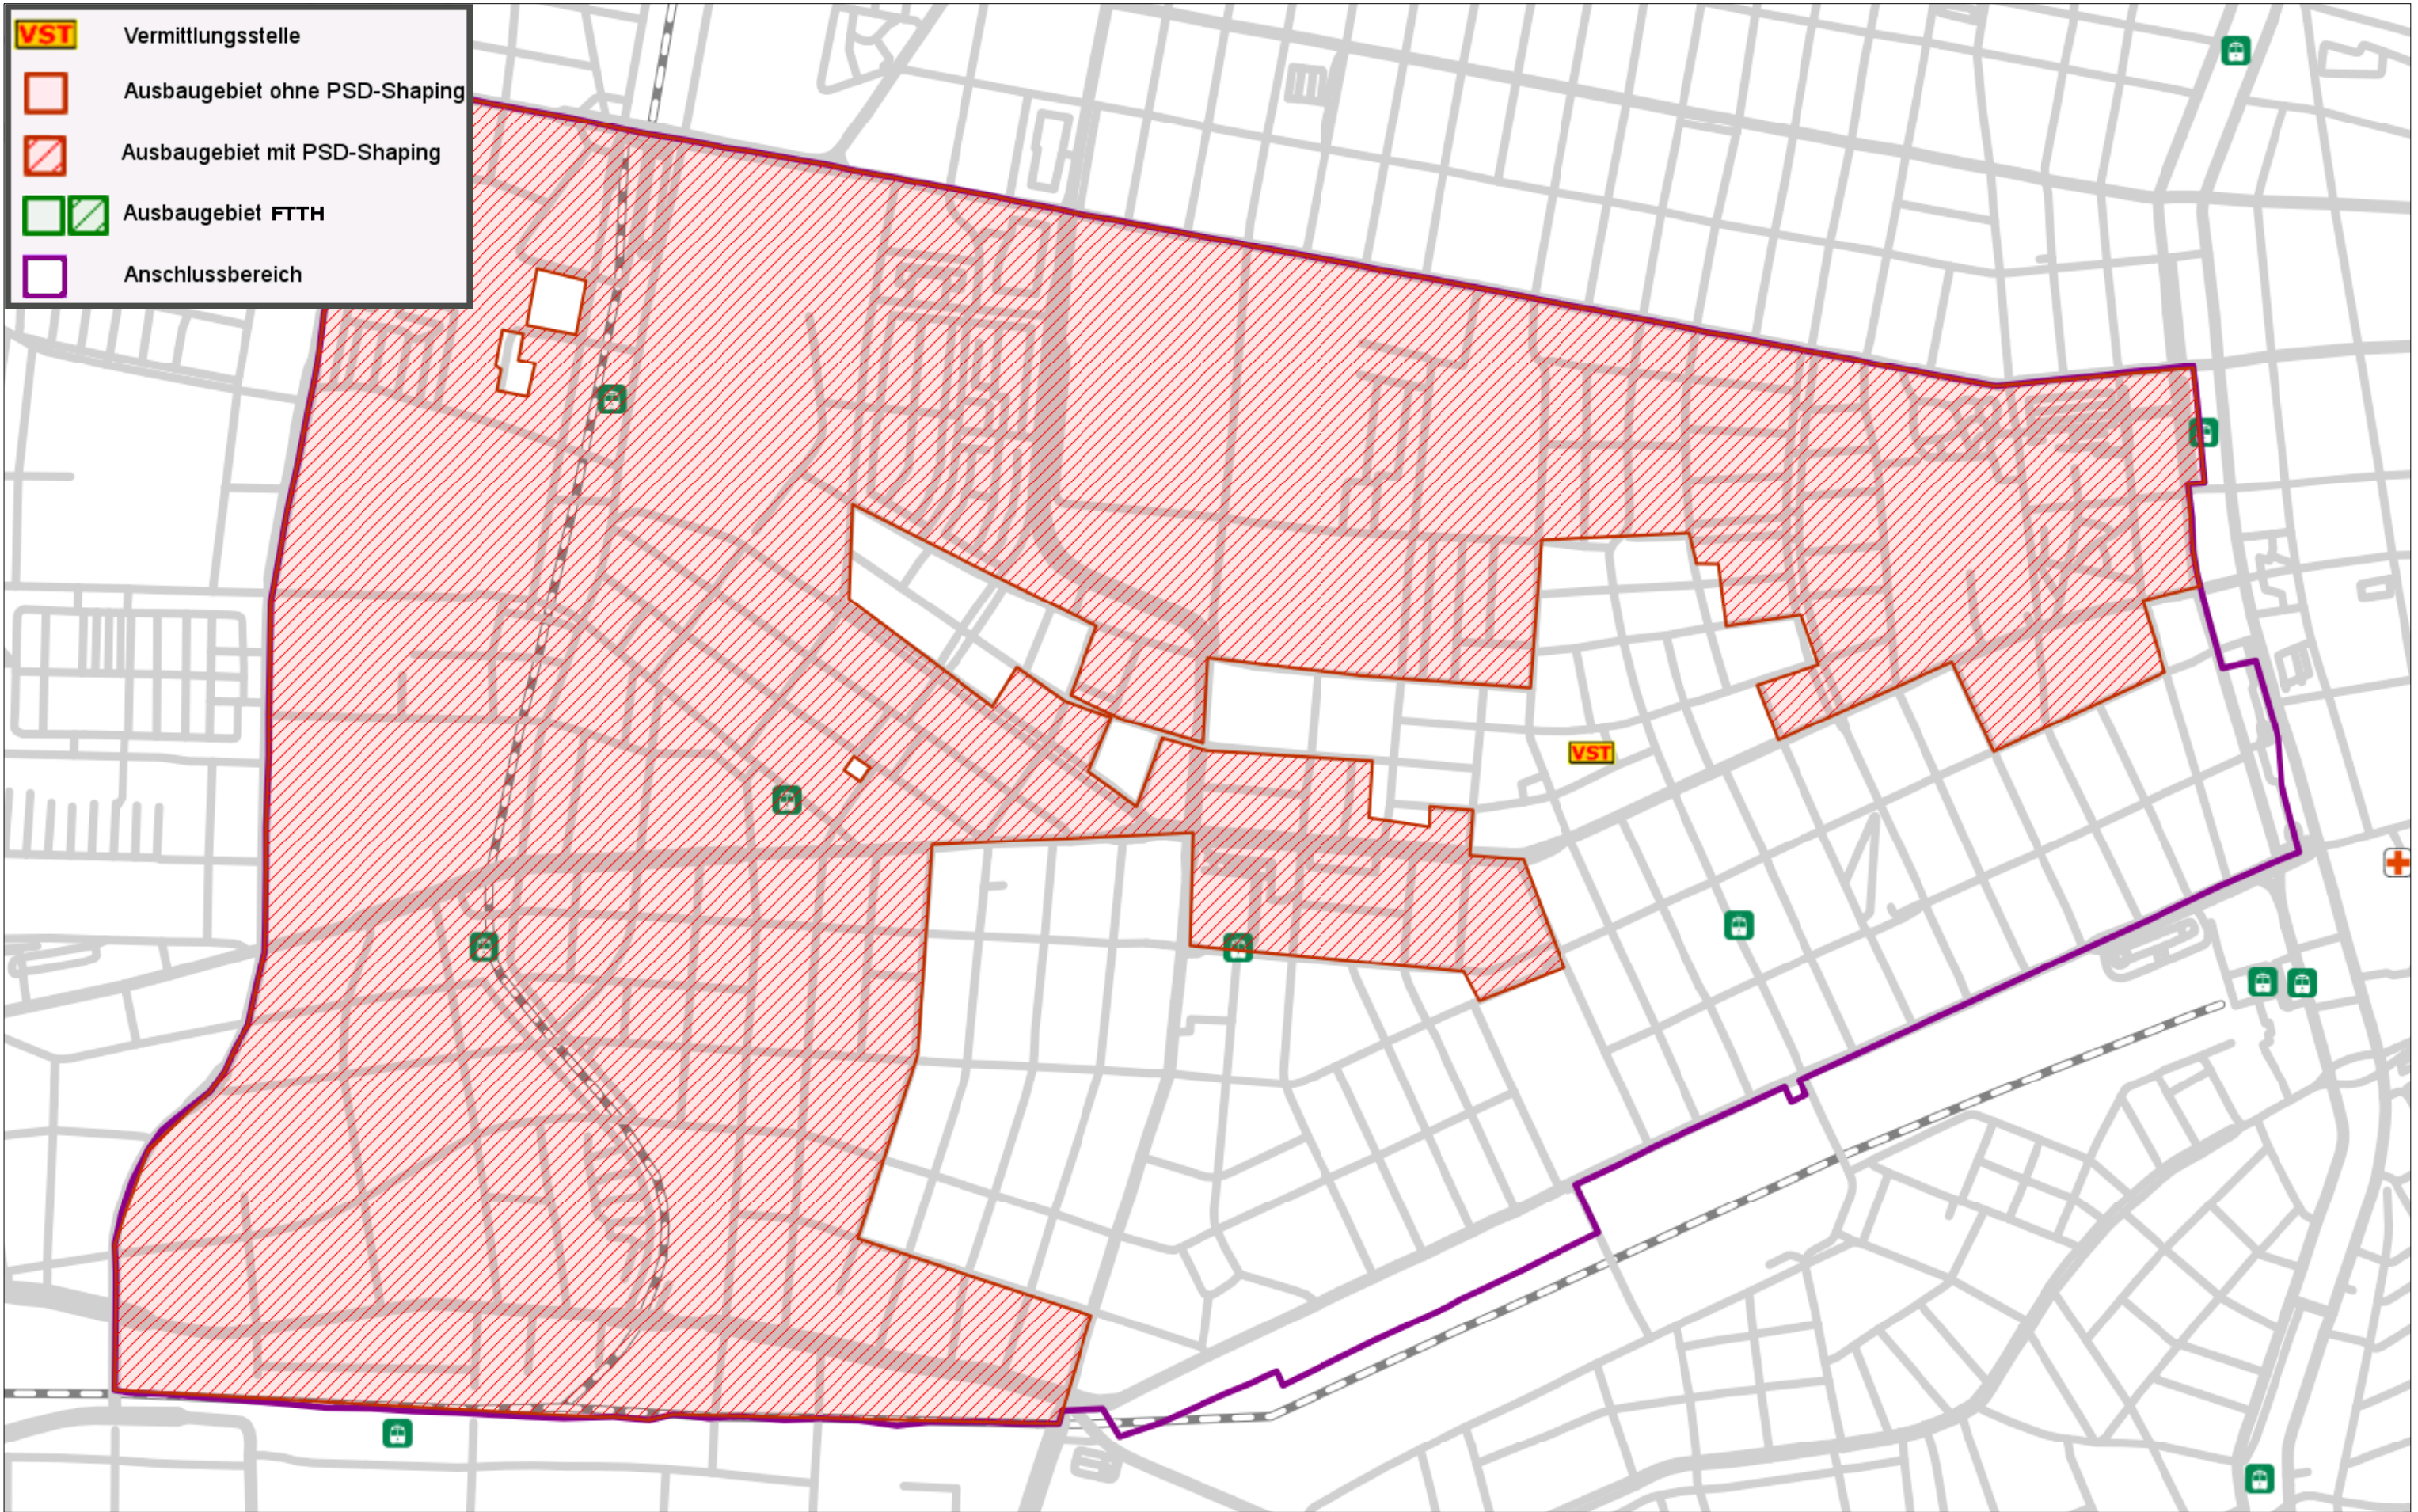 VST Vermittlungsstelle
Ausbaugebiet ohne PSD-Shaping
Ausbaugebiet mit PSD-Shaping
Ausbaugebiet FTTH
Anschlussbereich
VST